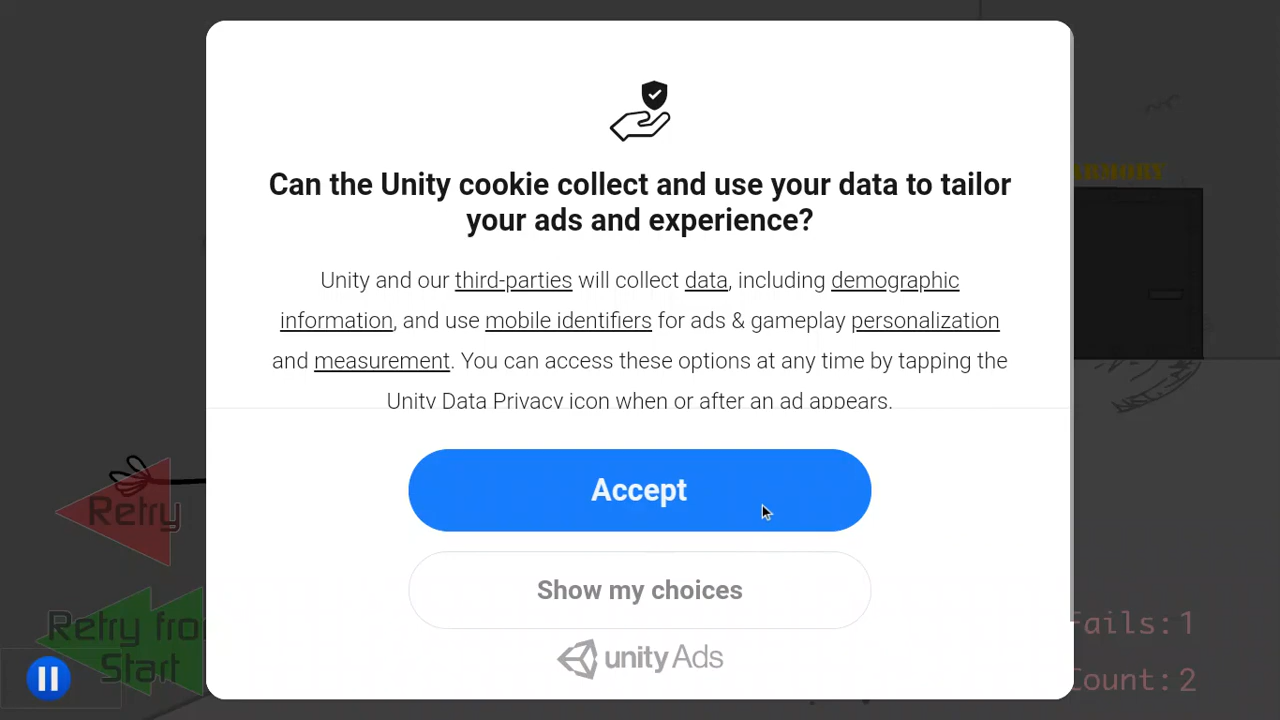 Can the Unity cookie collect and use your data to tailor
your ads and experience?
Unity and our third-parties will collect data, including demographic
information, and use mobile identifiers for ads & gameplay personalization
and measurement. You can access these options at any time by tapping the
Unity Data Privacy icon when or after an ad appears.
Accept
Show my choices
unity Ads
RMORY
Retry
Retry fro
Start
Fails:1
Count:2